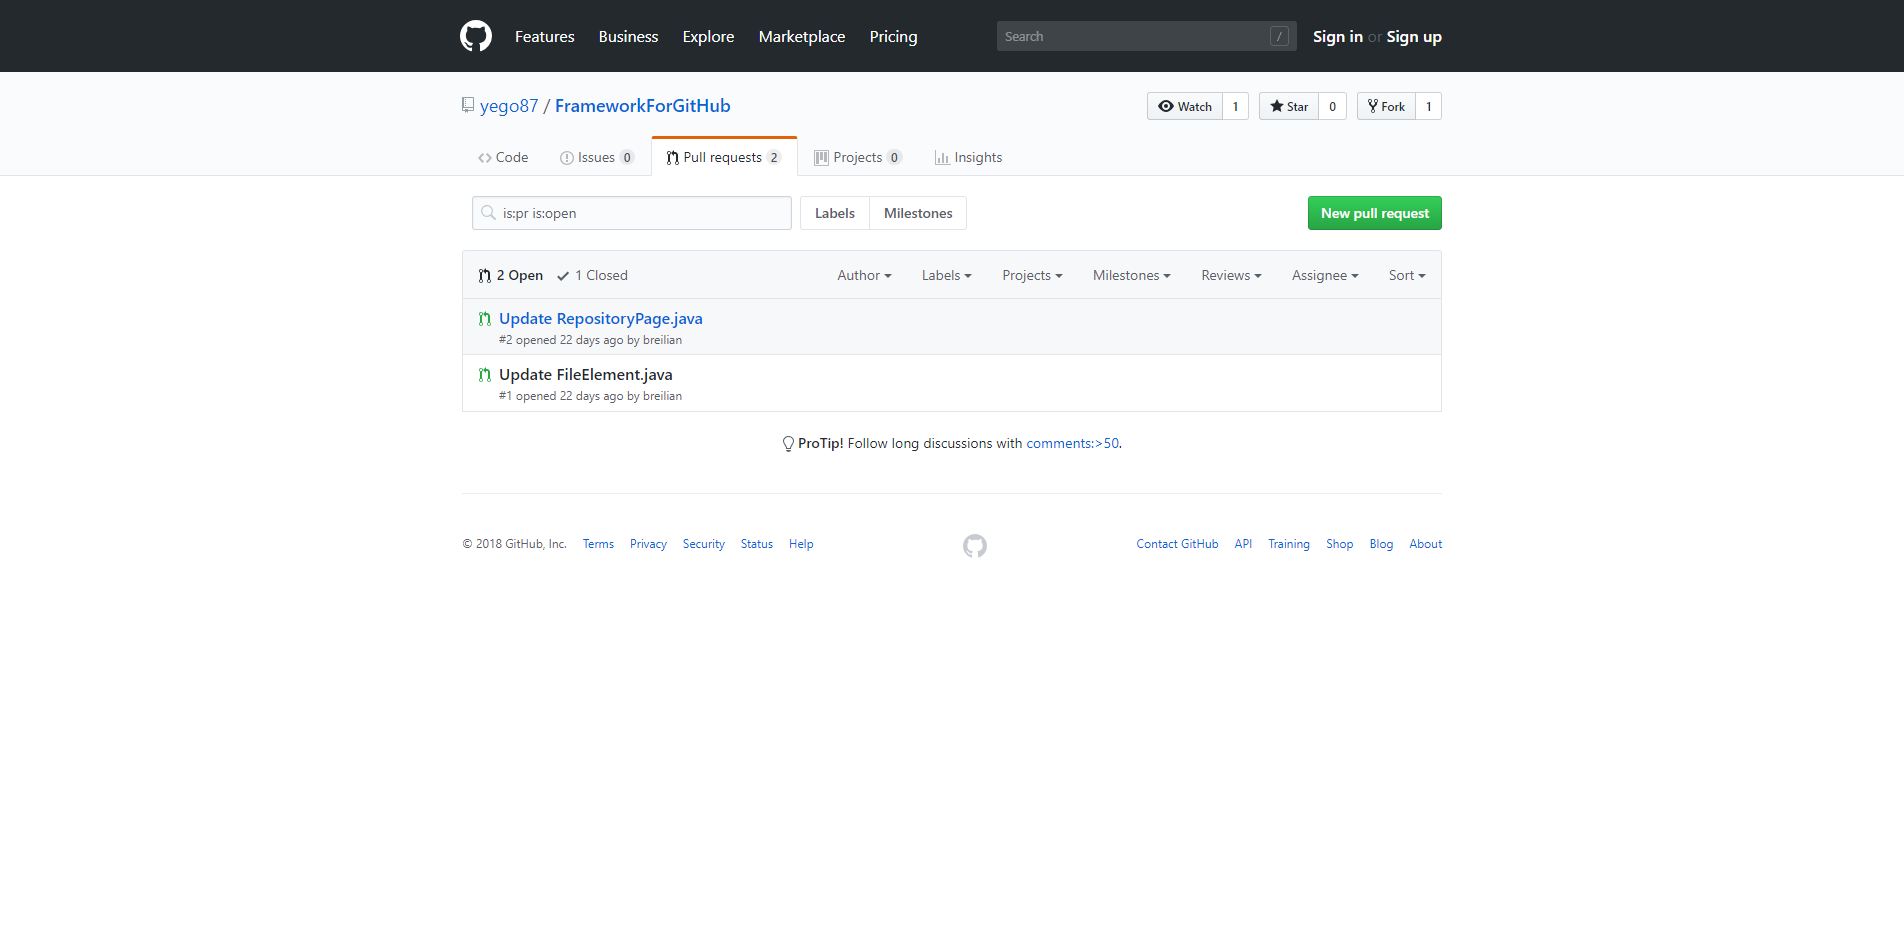 Features Business Explore Marketplace Pricing Search / Sign in or Sign up
yego87 / FrameworkForGitHub Watch 1 Star 0 Fork 1
Code Issues 0 Pull requests 2 Projects 0 Insights
is:pr is:open Labels Milestones New pull request
2 Open 1 Closed Author Labels Projects Milestones Reviews Assignee Sort
Update RepositoryPage.java
#2 opened 22 days ago by breilian
Update FileElement.java
#1 opened 22 days ago by breilian
ProTip! Follow long discussions with comments:>50.
© 2018 GitHub, Inc. Terms Privacy Security Status Help Contact GitHub API Training Shop Blog About